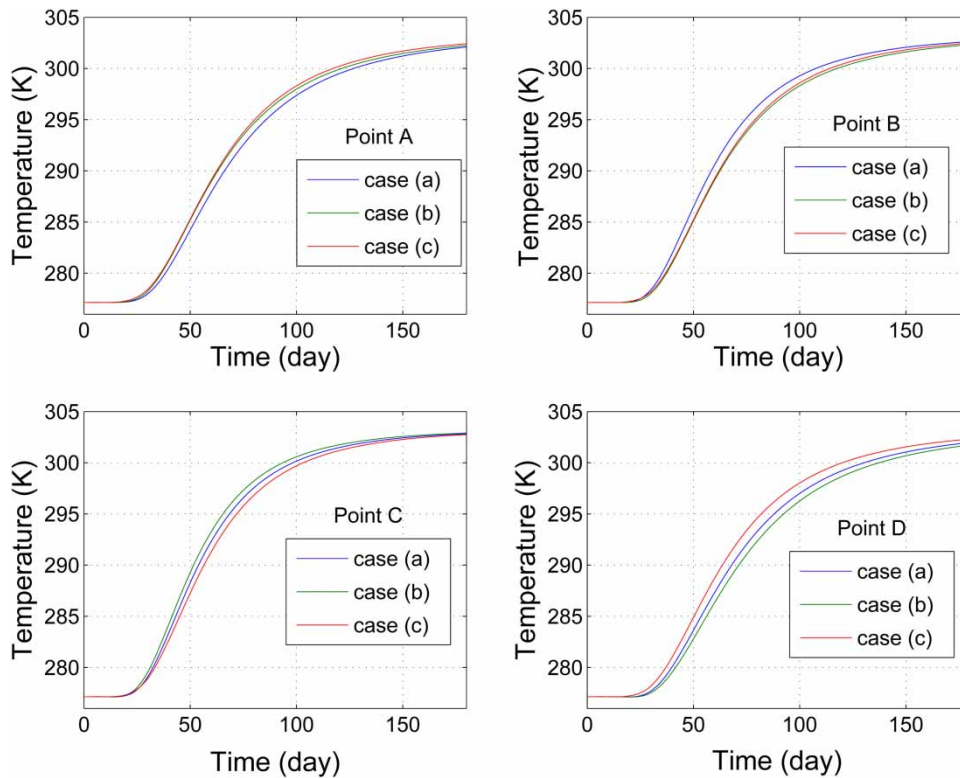 305
300
295
290
285
280
0
50
100
150
Temperature (K)
Time (day)
Point A
case (a)
case (b)
case (c)
305
300
295
290
285
280
0
50
100
150
Temperature (K)
Time (day)
Point B
case (a)
case (b)
case (c)
305
300
295
290
285
280
0
50
100
150
Temperature (K)
Time (day)
Point C
case (a)
case (b)
case (c)
305
300
295
290
285
280
0
50
100
150
Temperature (K)
Time (day)
Point D
case (a)
case (b)
case (c)